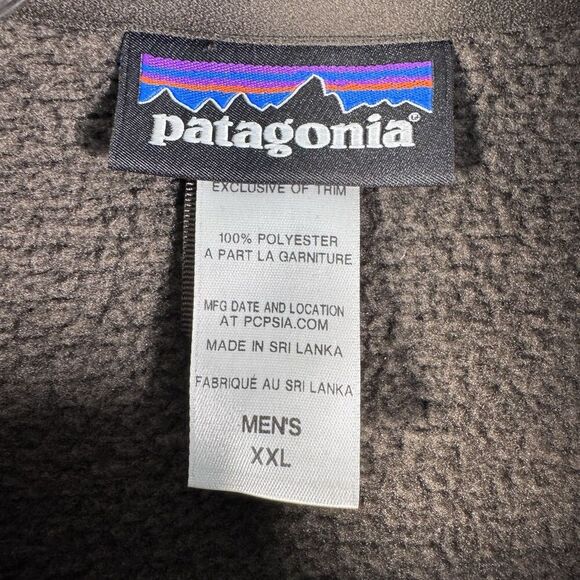 patagonia®
EXCLUSIVE OF TRIM
100% POLYESTER
A PART LA GARNITURE
MFG DATE AND LOCATION
AT PCPSIA.COM
MADE IN SRI LANKA
FABRIQUÉ AU SRI LANKA
MEN'S
XXL